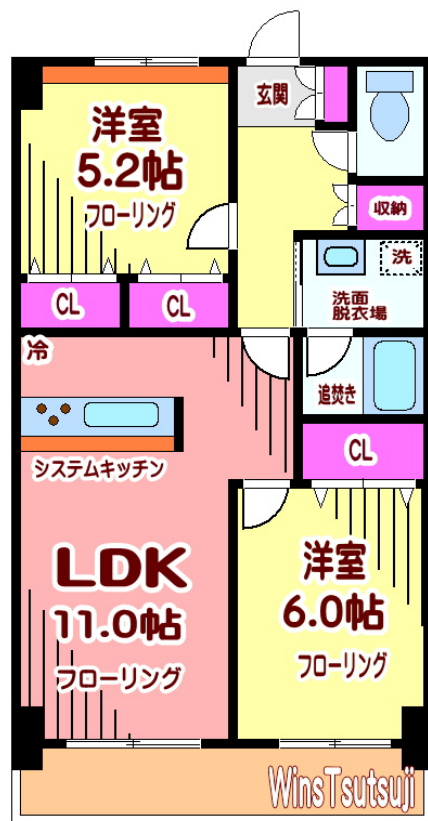 玄関
洋室
5.2帖
フローリング
収納
洗
洗面
脱衣場
CL
CL
冷
追焚き
システムキッチン
CL
LDK
11.0帖
フローリング
洋室
6.0帖
フローリング
WinsTsutsuji